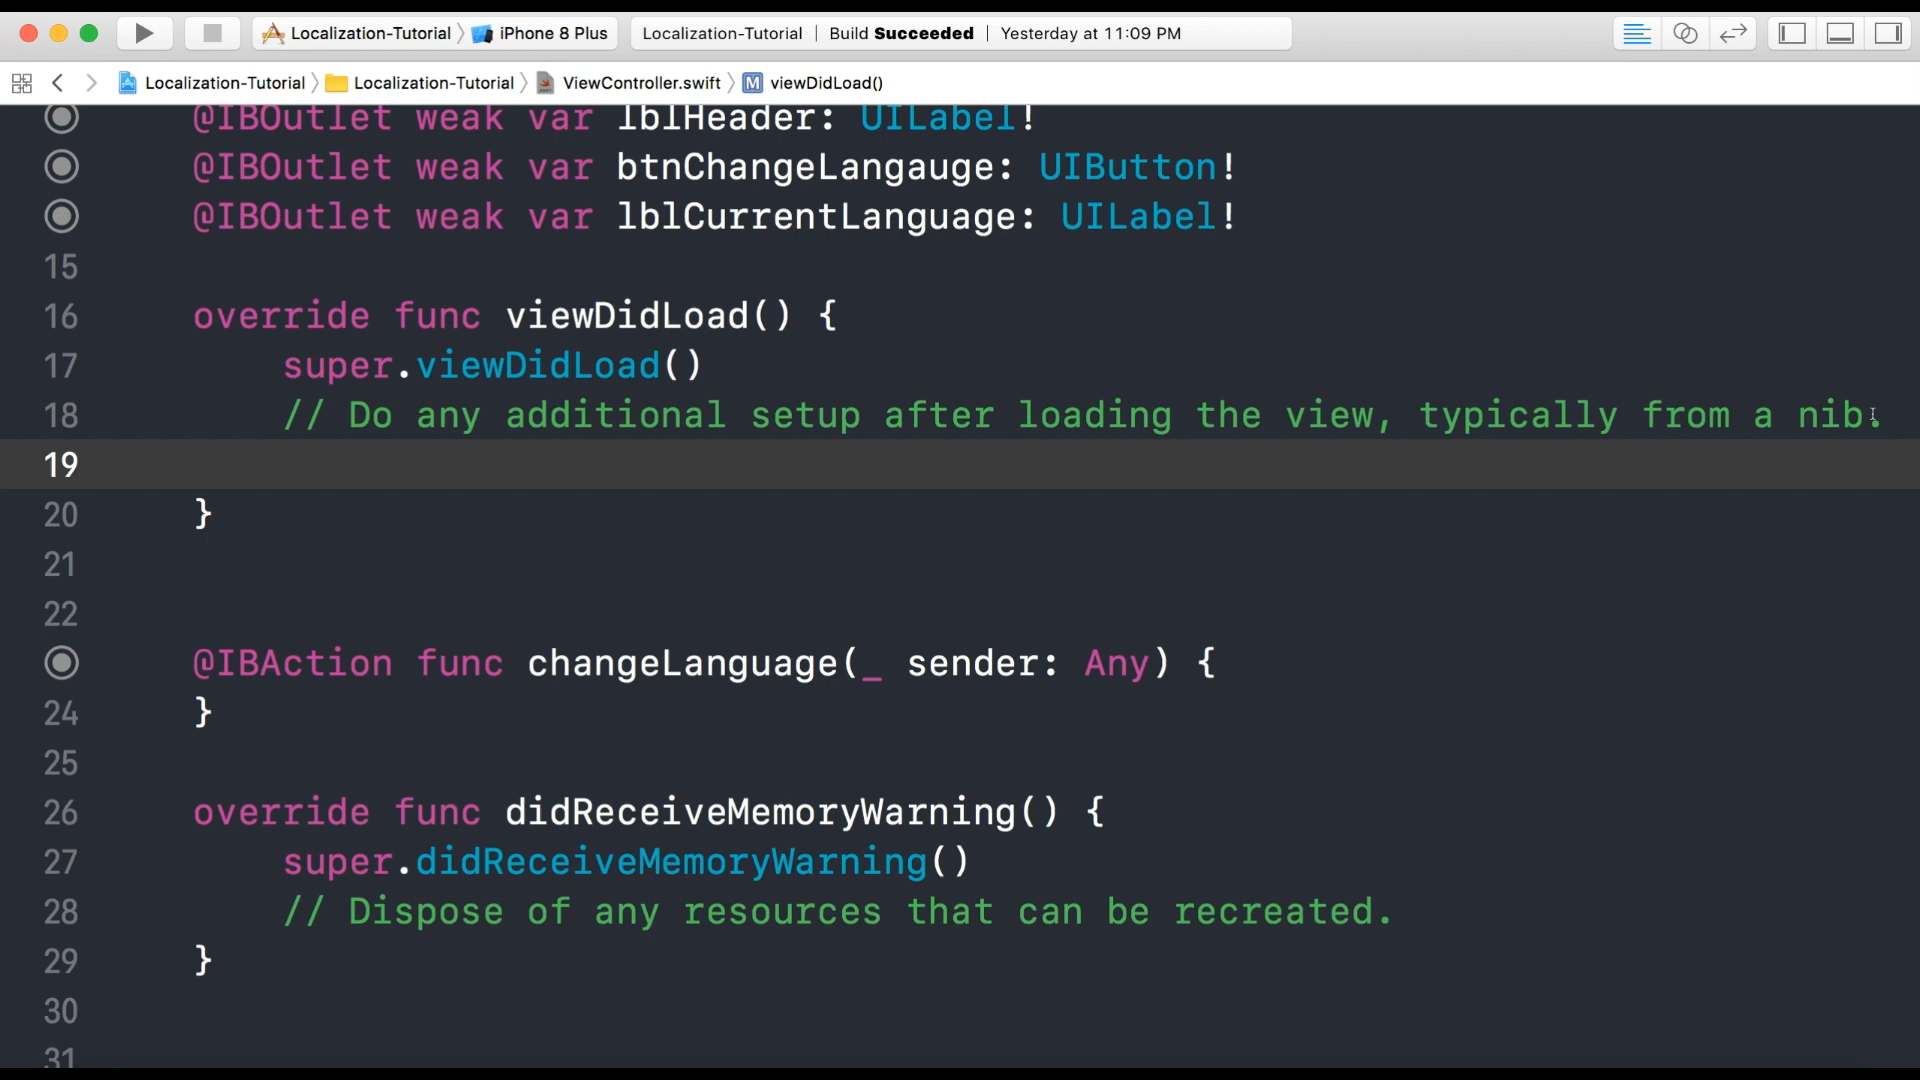 Localization-Tutorial 〉 iPhone 8 Plus
Localization-Tutorial | Build Succeeded | Yesterday at 11:09 PM
Localization-Tutorial 〉 Localization-Tutorial 〉 ViewController.swift 〉 M viewDidLoad()
@IBOutlet weak var lblHeader: UILabel!
@IBOutlet weak var btnChangeLangauge: UIButton!
@IBOutlet weak var lblCurrentLanguage: UILabel!
15
16 override func viewDidLoad() {
17 super.viewDidLoad()
18 // Do any additional setup after loading the view, typically from a nib.
19
20 }
21
22
@IBAction func changeLanguage(_ sender: Any) {
24 }
25
26 override func didReceiveMemoryWarning() {
27 super.didReceiveMemoryWarning()
28 // Dispose of any resources that can be recreated.
29 }
30
31